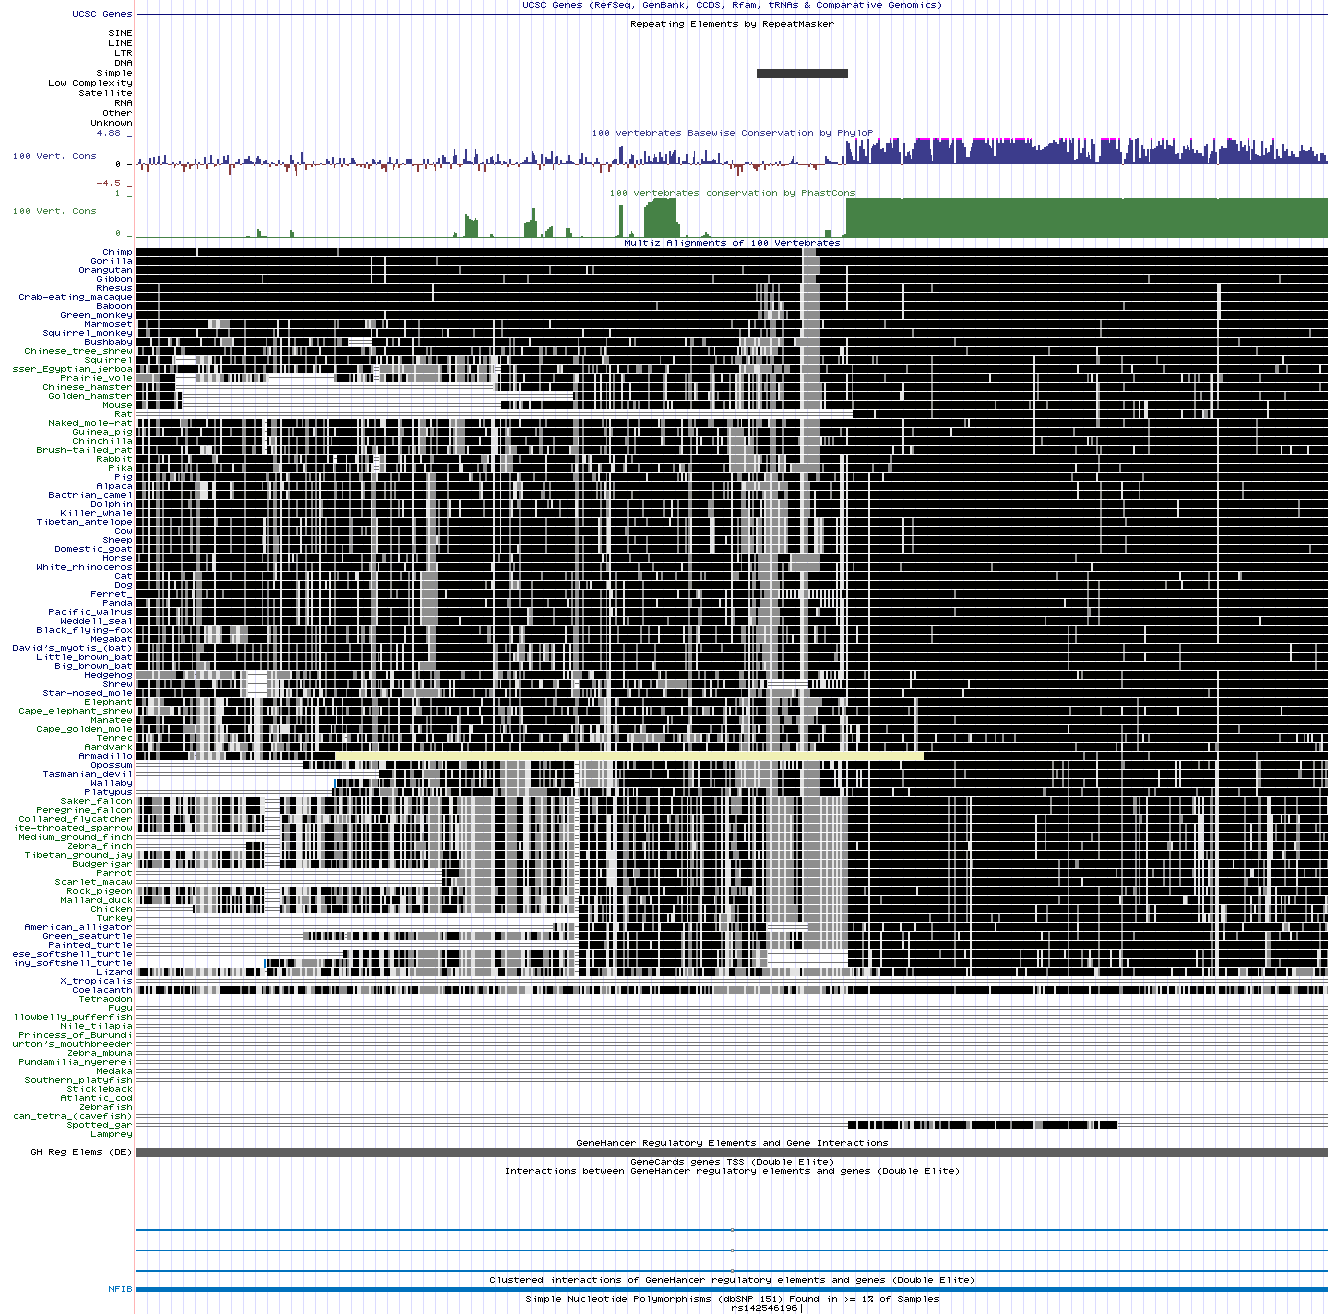 UCSC Genes (RefSeq, GenBank, CCDS, Rfam, tRNAs & Comparative Genomics)
UCSC Genes
Repeating Elements by RepeatMasker
SINE
LINE
LTR
DNA
Simple
Low Complexity
Satellite
RNA
Other
Unknown
4.88 _
100 vertebrates Basewise Conservation by PhyloP
100 Vert. Cons
0 _
-4.5 _
1 _
100 vertebrates conservation by PhastCons
100 Vert. Cons
0 _
Multiz Alignments of 100 Vertebrates
Chimp
Gorilla
Orangutan
Gibbon
Rhesus
Crab-eating_macaque
Baboon
Green_monkey
Marmoset
Squirrel_monkey
Bushbaby
Chinese_tree_shrew
Squirrel
sser_Egyptian_jerboa
Prairie_vole
Chinese_hamster
Golden_hamster
Mouse
Rat
Naked_mole-rat
Guinea_pig
Chinchilla
Brush-tailed_rat
Rabbit
Pika
Pig
Alpaca
Bactrian_camel
Dolphin
Killer_whale
Tibetan_antelope
Cow
Sheep
Domestic_goat
Horse
White_rhinoceros
Cat
Dog
Ferret_
Panda
Pacific_walrus
Weddell_seal
Black_flying-fox
Megabat
David's_myotis_(bat)
Little_brown_bat
Big_brown_bat
Hedgehog
Shrew
Star-nosed_mole
Elephant
Cape_elephant_shrew
Manatee
Cape_golden_mole
Tenrec
Aardvark
Armadillo
Opossum
Tasmanian_devil
Wallaby
Platypus
Saker_falcon
Peregrine_falcon
Collared_flycatcher
ite-throated_sparrow
Medium_ground_finch
Zebra_finch
Tibetan_ground_jay
Budgerigar
Parrot
Scarlet_macaw
Rock_pigeon
Mallard_duck
Chicken
Turkey
American_alligator
Green_seaturtle
Painted_turtle
ese_softshell_turtle
iny_softshell_turtle
Lizard
X_tropicalis
Coelacanth
Tetraodon
Fugu
llowbelly_pufferfish
Nile_tilapia
Princess_of_Burundi
urton's_mouthbreeder
Zebra_mbuna
Pundamilia_nyererei
Medaka
Southern_platyfish
Stickleback
Atlantic_cod
Zebrafish
can_tetra_(cavefish)
Spotted_gar
Lamprey
GeneHancer Regulatory Elements and Gene Interactions
GH Reg Elems (DE)
GeneCards genes TSS (Double Elite)
Interactions between GeneHancer regulatory elements and genes (Double Elite)
Clustered interactions of GeneHancer regulatory elements and genes (Double Elite)
NFIB
Simple Nucleotide Polymorphisms (dbSNP 151) Found in >= 1% of Samples
rs142546196